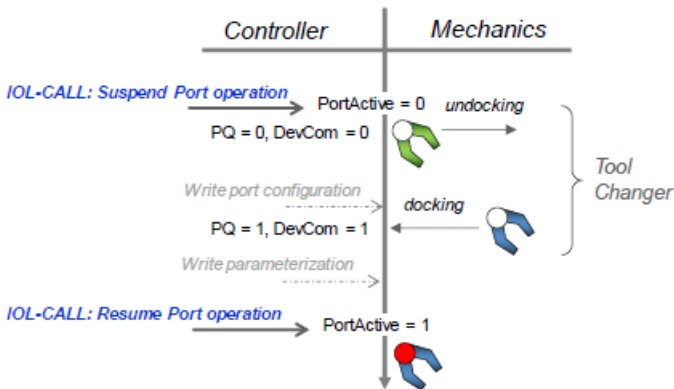 Controller
Mechanics
IOL-CALL: Suspend Port operation
PortActive = 0
undocking
PQ = 0, DevCom = 0
Tool
Changer
Write port configuration
docking
PQ = 1, DevCom = 1
Write parameterization
IOL-CALL: Resume Port operation
PortActive = 1